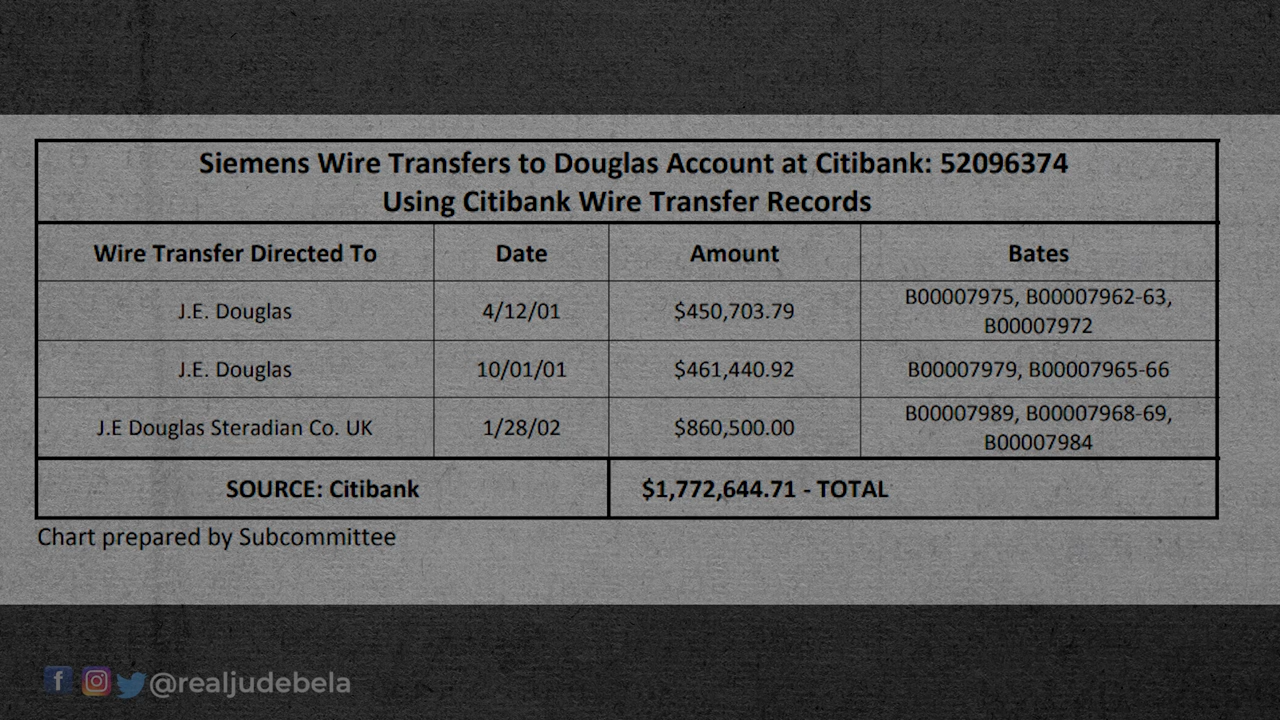 Siemens Wire Transfers to Douglas Account at Citibank: 52096374
Using Citibank Wire Transfer Records
Wire Transfer Directed To Date Amount Bates
J.E. Douglas 4/12/01 $450,703.79 B00007975, B00007962-63,
B00007972
J.E. Douglas 10/01/01 $461,440.92 B00007979, B00007965-66
J.E Douglas Steradian Co. UK 1/28/02 $860,500.00 B00007989, B00007968-69,
B00007984
SOURCE: Citibank $1,772,644.71 - TOTAL
Chart prepared by Subcommittee
@realjudebela